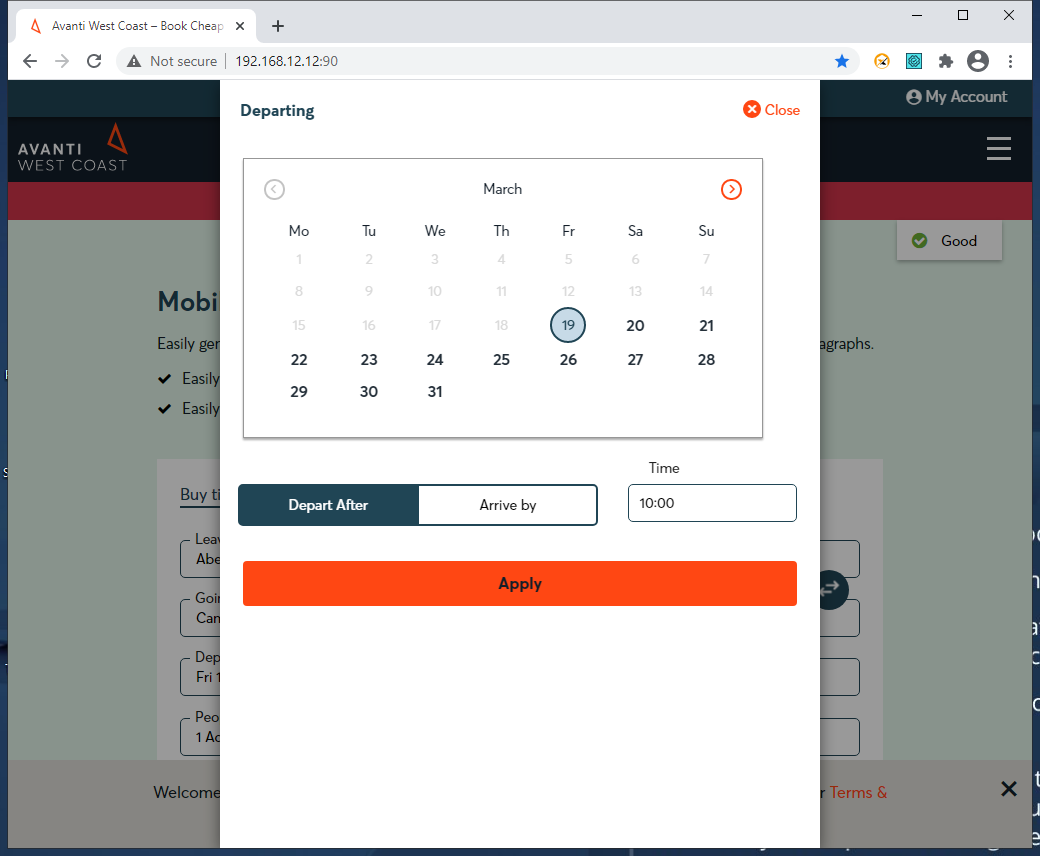 Avanti West Coast – Book Cheap
Not secure
192.168.12.12:90
My Account
AVANTI
WEST COAST
Departing
Close
March
Mo Tu We Th Fr Sa Su
1 2 3 4 5 6 7
8 9 10 11 12 13 14
15 16 17 18 19 20 21
22 23 24 25 26 27 28
29 30 31
Good
Mobi
Easily ger
agraphs.
Easily
Easily
Time
Depart After
Arrive by
10:00
Buy ti
Leav
Abe
Apply
Goin
Can
Dep
Fri 1
Peo
1 Ad
Welcome
r Terms &